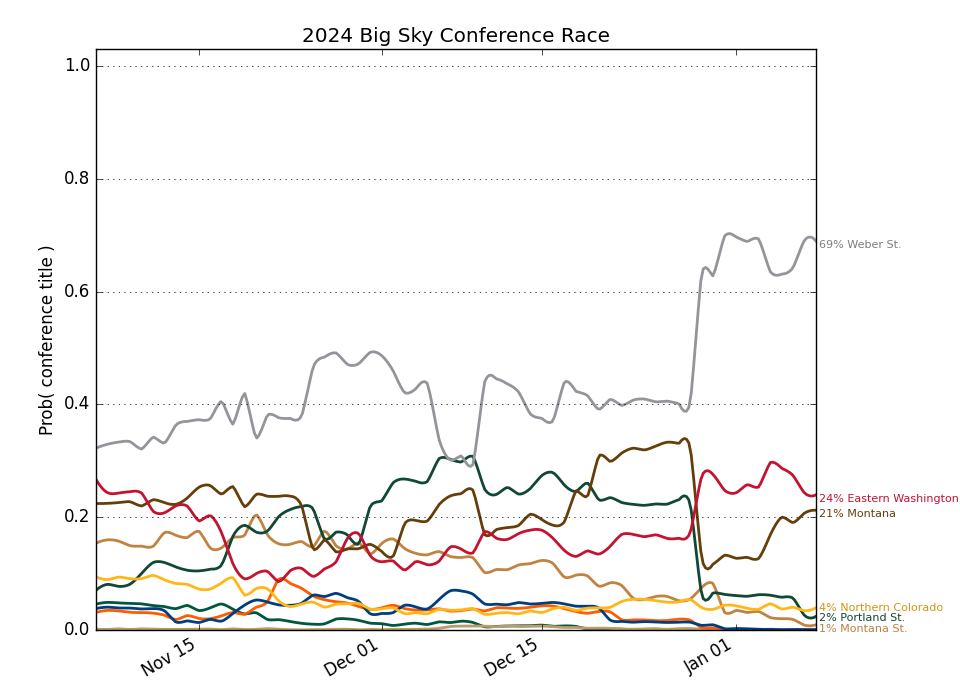 2024 Big Sky Conference Race
Prob( conference title )
1.0
0.8
0.6
0.4
0.2
0.0
Nov 15
Dec 01
Dec 15
Jan 01
69% Weber St.
24% Eastern Washington
21% Montana
4% Northern Colorado
2% Portland St.
1% Montana St.